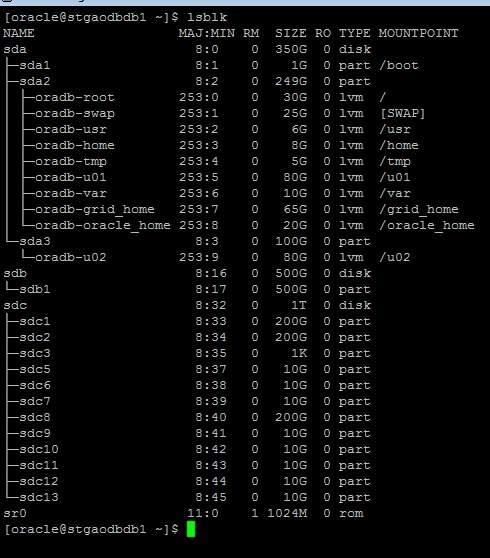 [oracle@stgaodbdb1 ~]$ lsblk
NAME                   MAJ:MIN RM  SIZE RO TYPE MOUNTPOINT
sda                      8:0    0  350G  0 disk
├─sda1                   8:1    0    1G  0 part /boot
├─sda2                   8:2    0  249G  0 part
│ ├─oradb-root         253:0    0   30G  0 lvm  /
│ ├─oradb-swap         253:1    0   25G  0 lvm  [SWAP]
│ ├─oradb-usr          253:2    0    6G  0 lvm  /usr
│ ├─oradb-home         253:3    0    8G  0 lvm  /home
│ ├─oradb-tmp          253:4    0    5G  0 lvm  /tmp
│ ├─oradb-u01          253:5    0   80G  0 lvm  /u01
│ ├─oradb-var          253:6    0   10G  0 lvm  /var
│ ├─oradb-grid_home    253:7    0   65G  0 lvm  /grid_home
│ └─oradb-oracle_home  253:8    0   20G  0 lvm  /oracle_home
└─sda3                   8:3    0  100G  0 part
  └─oradb-u02          253:9    0   80G  0 lvm  /u02
sdb                      8:16   0  500G  0 disk
└─sdb1                   8:17   0  500G  0 part
sdc                      8:32   0    1T  0 disk
├─sdc1                   8:33   0  200G  0 part
├─sdc2                   8:34   0  200G  0 part
├─sdc3                   8:35   0    1K  0 part
├─sdc5                   8:37   0   10G  0 part
├─sdc6                   8:38   0   10G  0 part
├─sdc7                   8:39   0   10G  0 part
├─sdc8                   8:40   0  200G  0 part
├─sdc9                   8:41   0   10G  0 part
├─sdc10                  8:42   0   10G  0 part
├─sdc11                  8:43   0   10G  0 part
├─sdc12                  8:44   0   10G  0 part
└─sdc13                  8:45   0   10G  0 part
sr0                     11:0    1 1024M  0 rom
[oracle@stgaodbdb1 ~]$